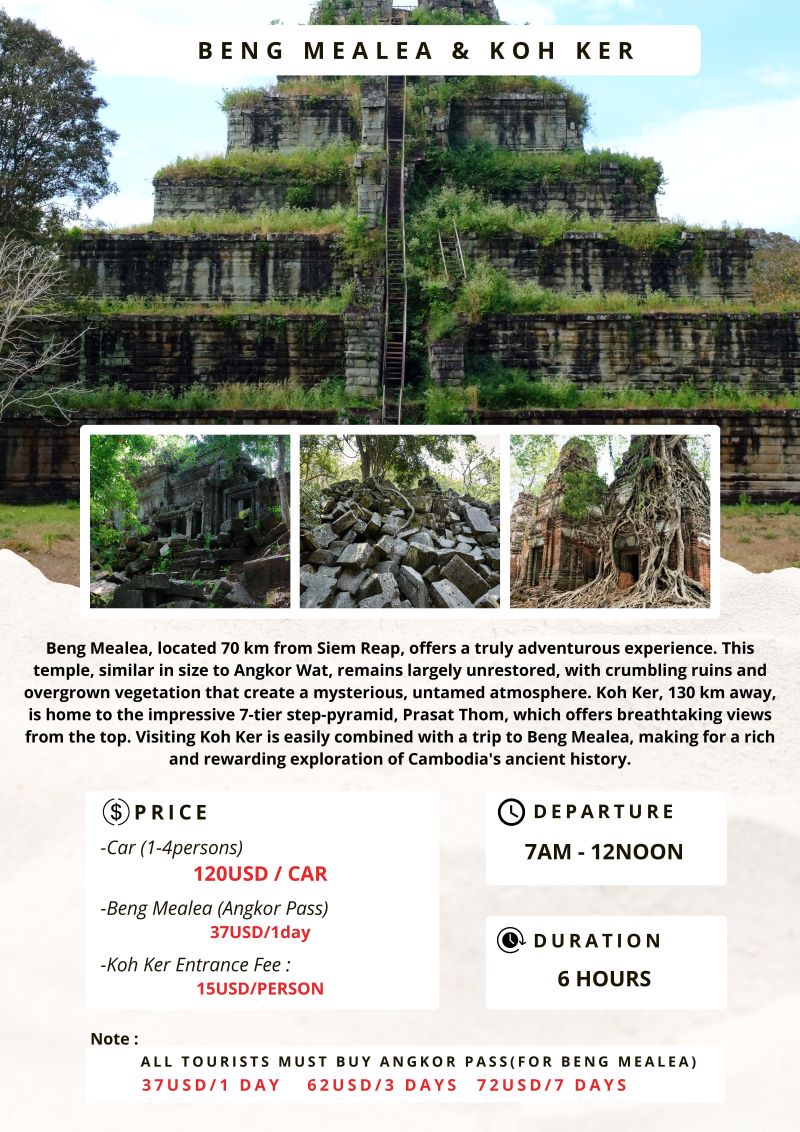 BENG MEALEA & KOH KER
Beng Mealea, located 70 km from Siem Reap, offers a truly adventurous experience. This
temple, similar in size to Angkor Wat, remains largely unrestored, with crumbling ruins and
overgrown vegetation that create a mysterious, untamed atmosphere. Koh Ker, 130 km away,
is home to the impressive 7-tier step-pyramid, Prasat Thom, which offers breathtaking views
from the top. Visiting Koh Ker is easily combined with a trip to Beng Mealea, making for a rich
and rewarding exploration of Cambodia's ancient history.
PRICE
-Car (1-4persons)
120USD / CAR
-Beng Mealea (Angkor Pass)
37USD/1day
-Koh Ker Entrance Fee :
15USD/PERSON
DEPARTURE
7AM - 12NOON
DURATION
6 HOURS
Note :
ALL TOURISTS MUST BUY ANGKOR PASS(FOR BENG MEALEA)
37USD/1 DAY 62USD/3 DAYS 72USD/7 DAYS